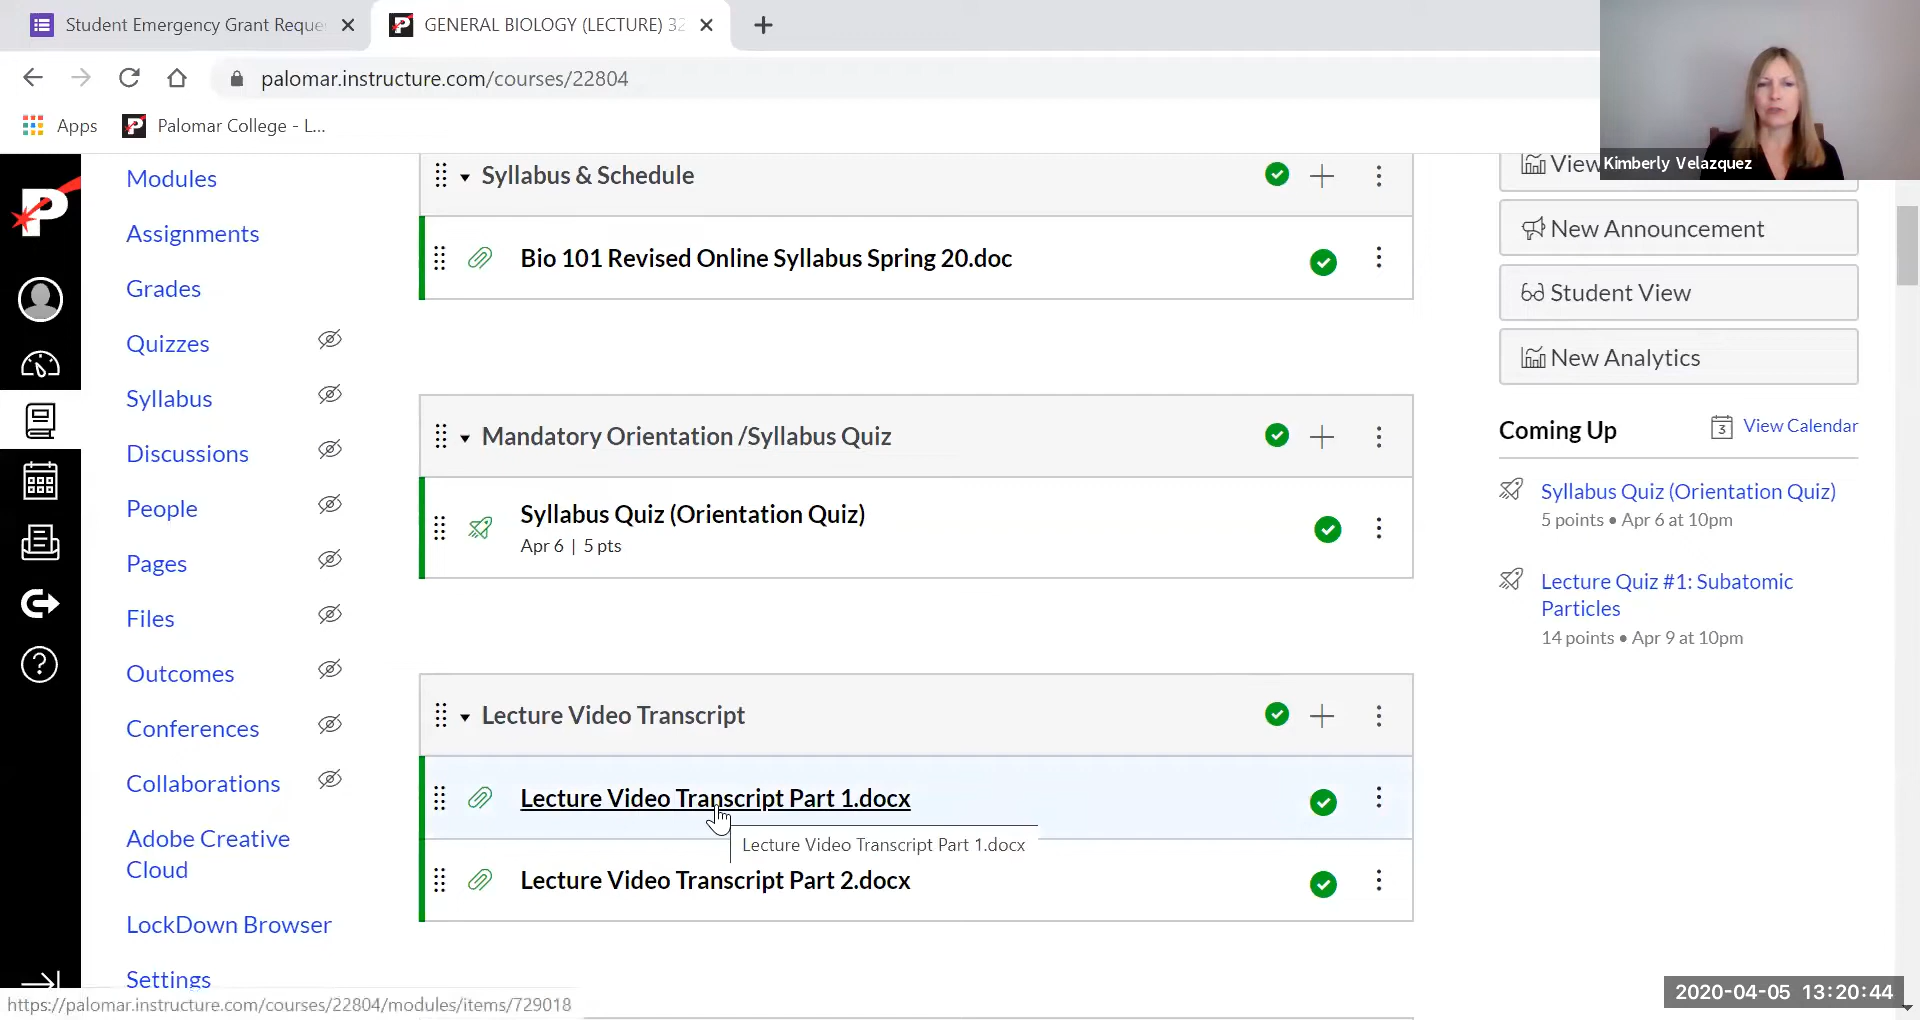 Student Emergency Grant Reque
GENERAL BIOLOGY (LECTURE) 32
palomar.instructure.com/courses/22804
Apps
Palomar College - L...
Kimberly Velazquez
Modules
Assignments
Grades
Quizzes
Syllabus
Discussions
People
Pages
Files
Outcomes
Conferences
Collaborations
Adobe Creative
Cloud
LockDown Browser
Settings
Syllabus & Schedule
Bio 101 Revised Online Syllabus Spring 20.doc
Mandatory Orientation /Syllabus Quiz
Syllabus Quiz (Orientation Quiz)
Apr 6 | 5 pts
Lecture Video Transcript
Lecture Video Transcript Part 1.docx
Lecture Video Transcript Part 1.docx
Lecture Video Transcript Part 2.docx
View
New Announcement
Student View
New Analytics
Coming Up
3 View Calendar
Syllabus Quiz (Orientation Quiz)
5 points • Apr 6 at 10pm
Lecture Quiz #1: Subatomic
Particles
14 points • Apr 9 at 10pm
https://palomar.instructure.com/courses/22804/modules/items/729018
2020-04-05 13:20:44